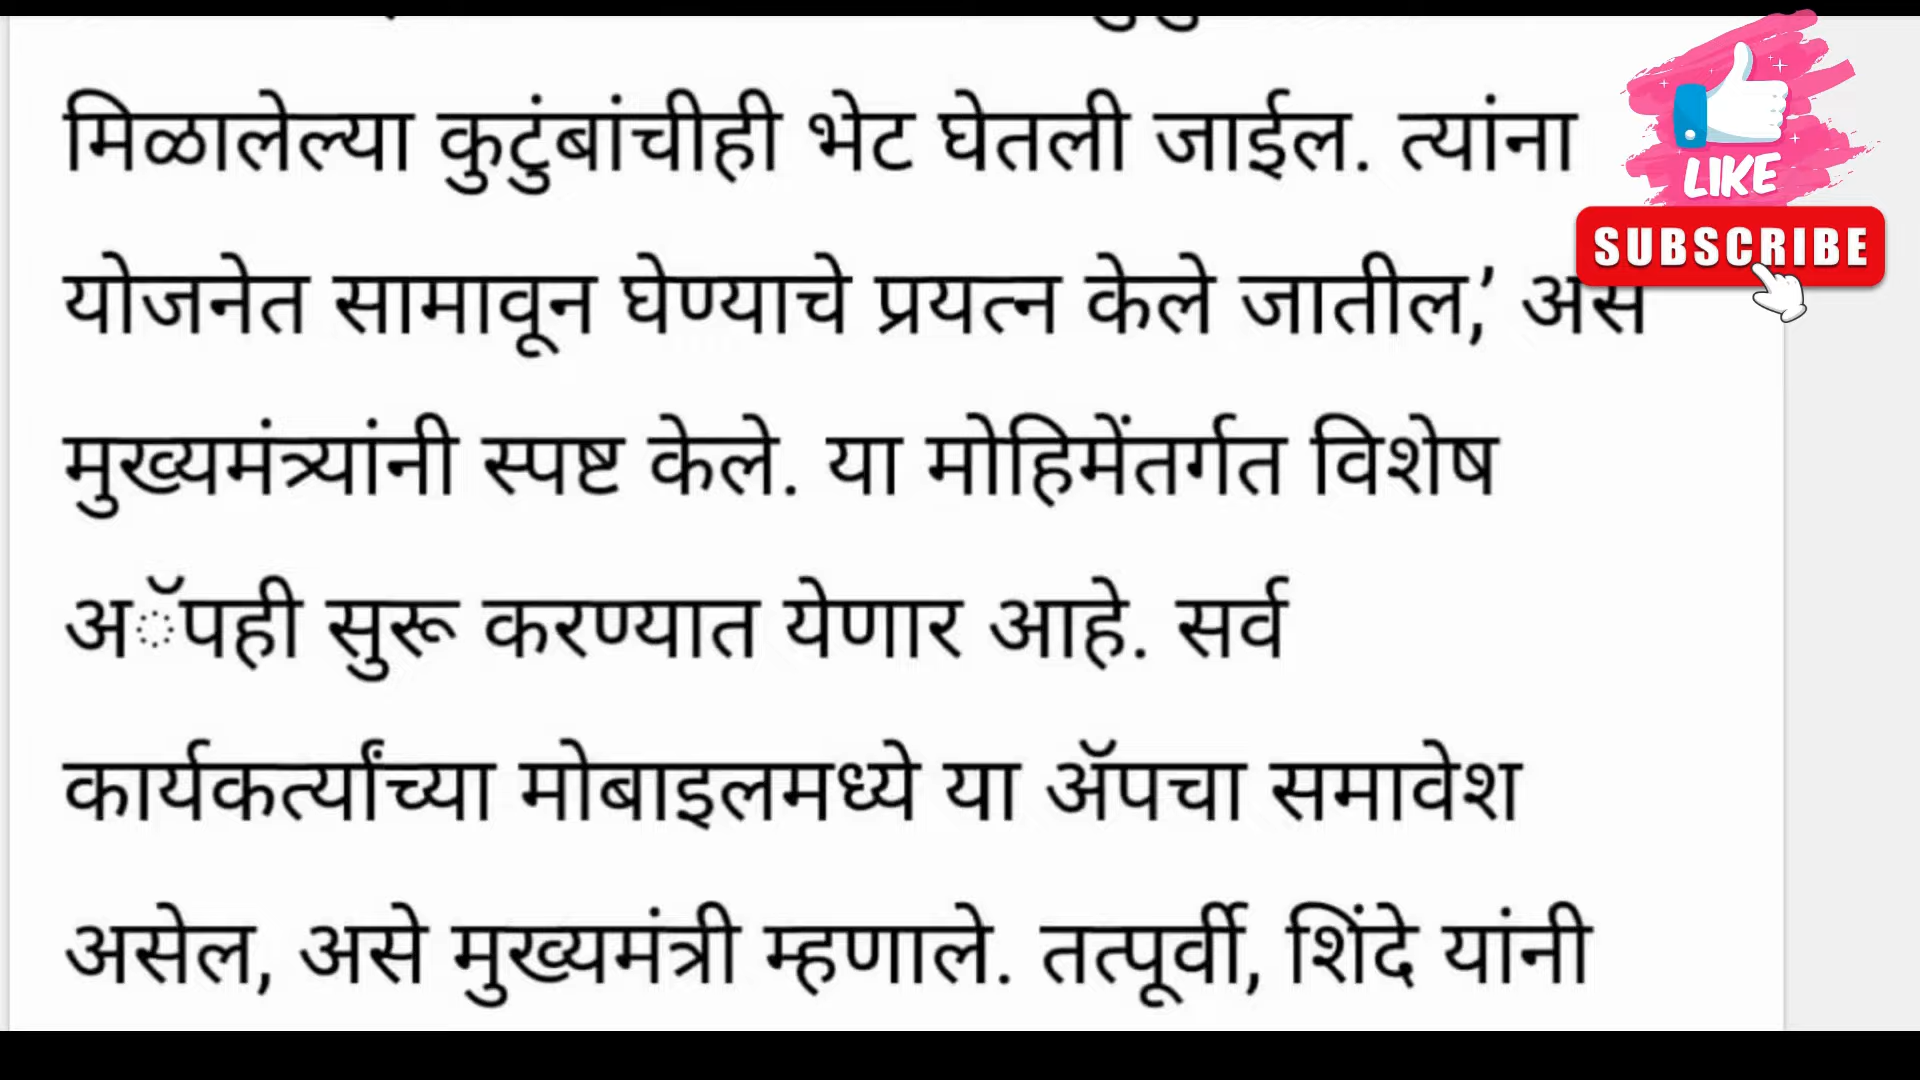 मिळालेल्या कुटुंबांचीही भेट घेतली जाईल. त्यांना
योजनेत सामावून घेण्याचे प्रयत्न केले जातील,’ असे
मुख्यमंत्र्यांनी स्पष्ट केले. या मोहिमेंतर्गत विशेष
अॅपही सुरू करण्यात येणार आहे. सर्व
कार्यकर्त्यांच्या मोबाइलमध्ये या ॲपचा समावेश
असेल, असे मुख्यमंत्री म्हणाले. तत्पूर्वी, शिंदे यांनी
LIKE
SUBSCRIBE